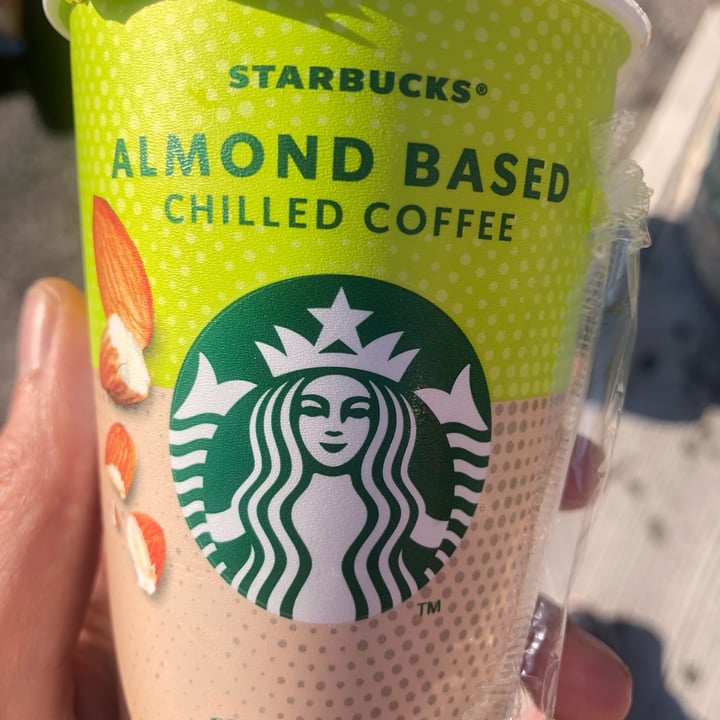 STARBUCKS®
ALMOND BASED
CHILLED COFFEE
TM